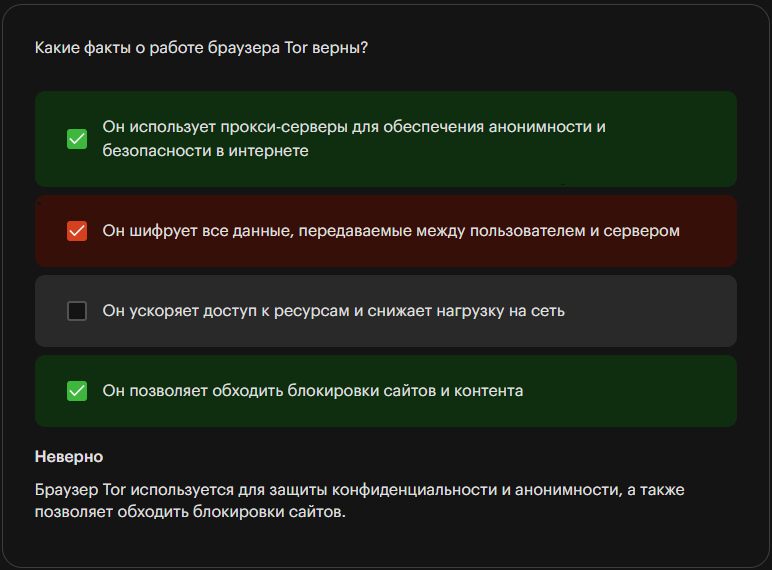 Какие факты о работе браузера Tor верны?
Он использует прокси-серверы для обеспечения анонимности и
безопасности в интернете
Он шифрует все данные, передаваемые между пользователем и сервером
Он ускоряет доступ к ресурсам и снижает нагрузку на сеть
Он позволяет обходить блокировки сайтов и контента
Неверно
Браузер Tor используется для защиты конфиденциальности и анонимности, а также
позволяет обходить блокировки сайтов.